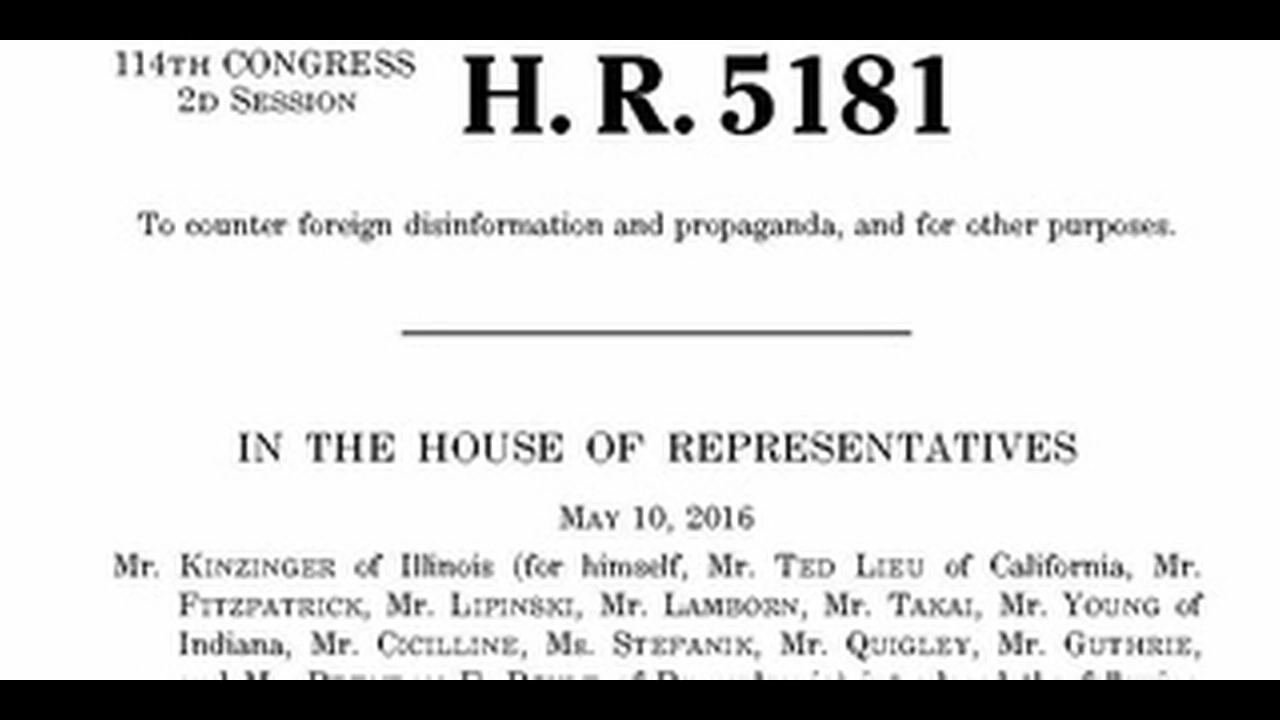 114TH CONGRESS
2D SESSION
H. R. 5181
To counter foreign disinformation and propaganda, and for other purposes.
IN THE HOUSE OF REPRESENTATIVES
MAY 10, 2016
Mr. KINZINGER of Illinois (for himself, Mr. TED LIEU of California, Mr.
FITZPATRICK, Mr. LIPINSKI, Mr. LAMBORN, Mr. TAKAI, Mr. YOUNG of
Indiana, Mr. CICILLINE, Ms. STEFANIK, Mr. QUIGLEY, Mr. GUTHRIE,